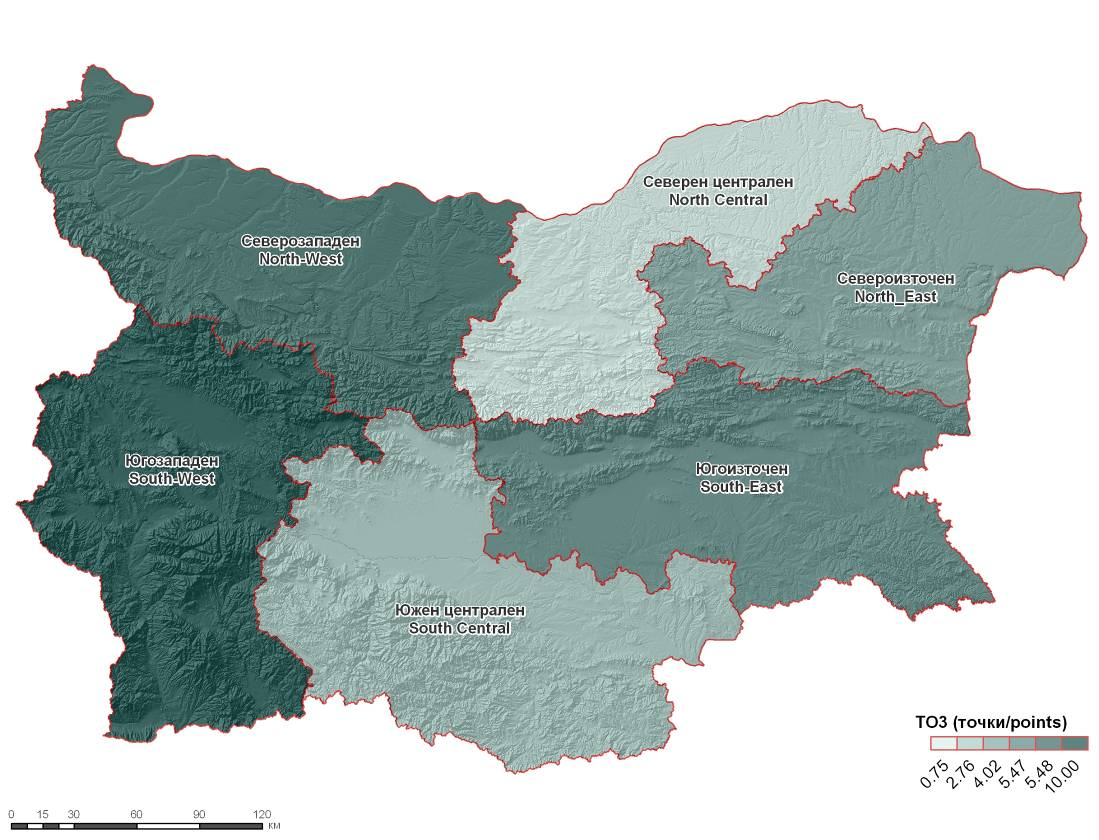 Северен централен
North Central
Северозападен
North-West
Североизточен
North_East
Югозападен
South-West
Югоизточен
South-East
Южен централен
South Central
ТО3 (точки/points)
0.75 2.76 4.02 5.47 5.48 10.00
0 15 30 60 90 120 КМ